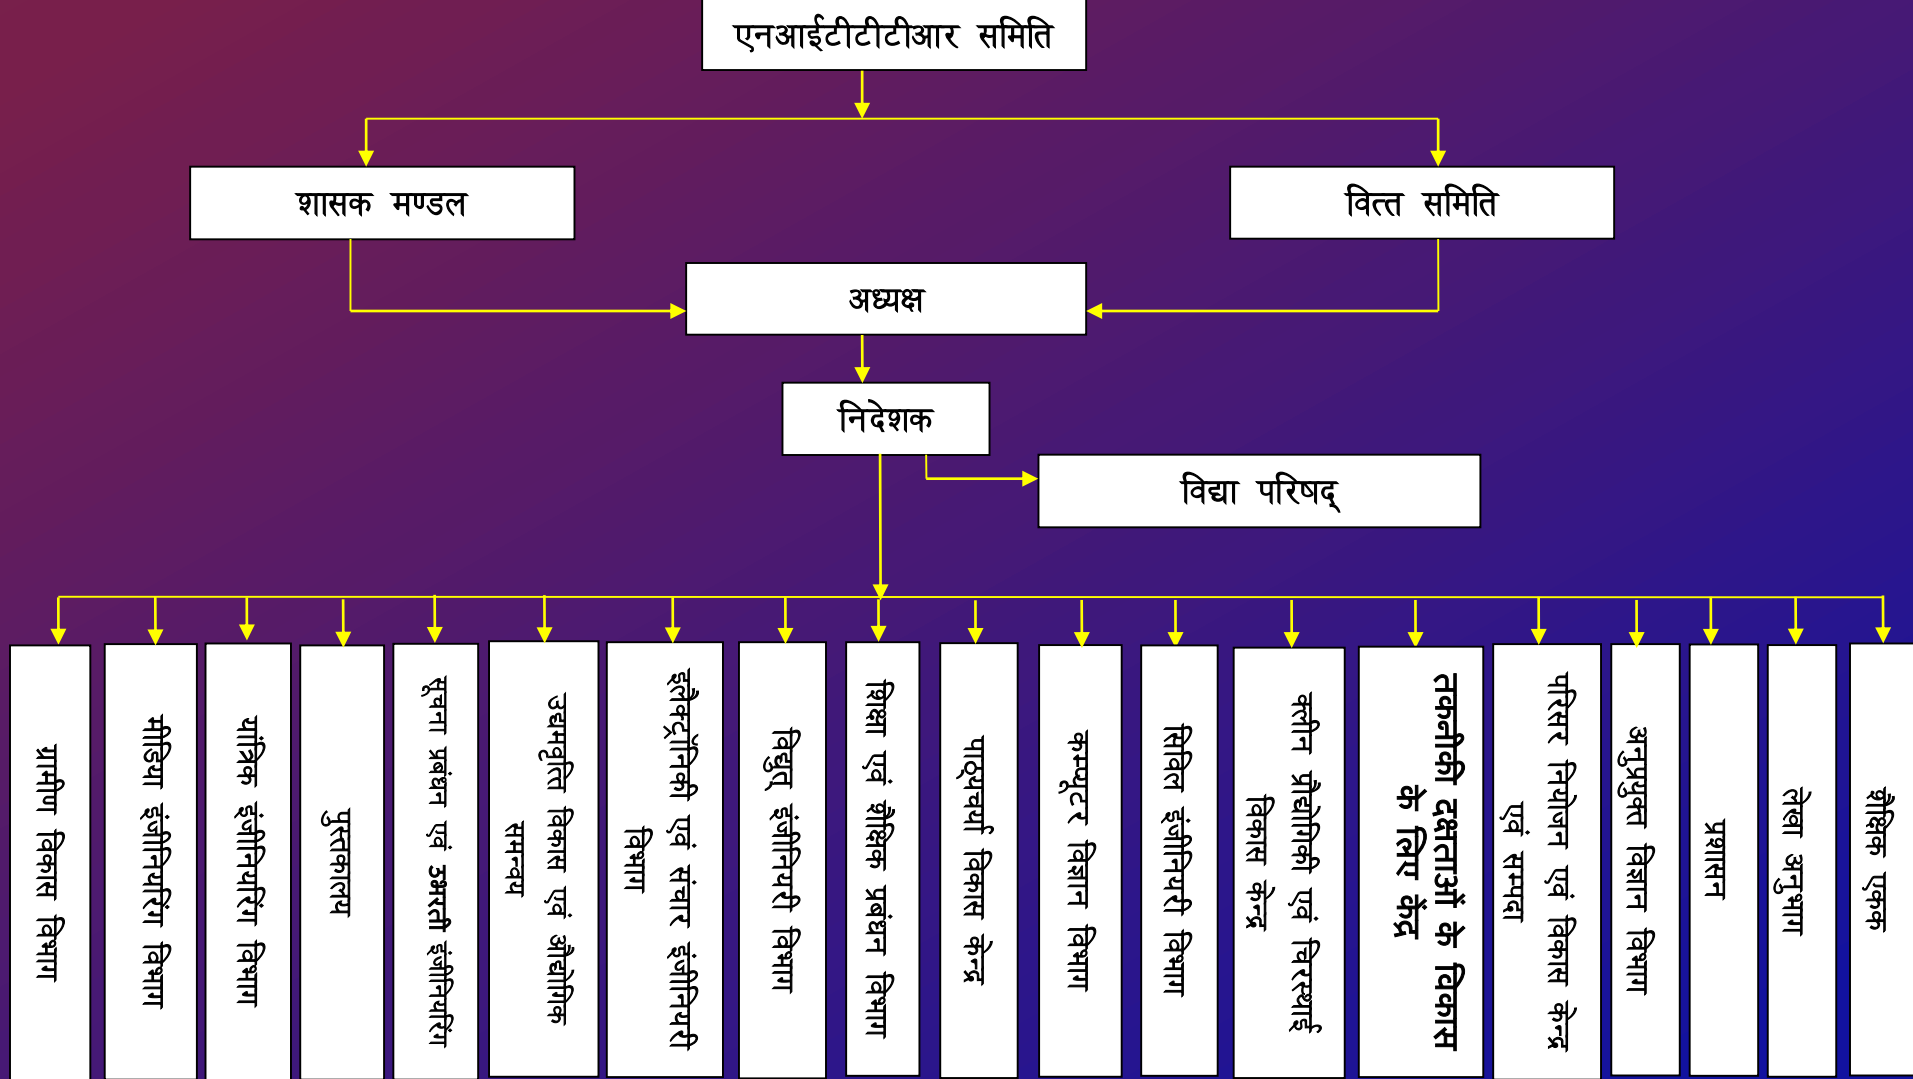 एनआईटीटीटीआर समिति
शासक मण्डल
वित्त समिति
अध्यक्ष
निदेशक
विद्या परिषद्
ग्रामीण विकास विभाग
मीडिया इंजीनियरिंग विभाग
यांत्रिक इंजीनियरिंग विभाग
पुस्तकालय
सूचना प्रबंधन एवं उभरती इंजीनियरिंग
उद्यमवृत्ति विकास एवं औद्योगिक
समन्वय
इलैक्ट्रॉनिकी एवं संचार इंजीनियरी
विभाग
विद्युत् इंजीनियरी विभाग
शिक्षा एवं शैक्षिक प्रबंधन विभाग
पाठ्यचर्या विकास केन्द्र
कम्प्यूटर विज्ञान विभाग
सिविल इंजीनियरी विभाग
क्लीन प्रौद्योगिकी एवं चिरस्थाई
विकास केन्द्र
तकनीकी दक्षताओं के विकास
के लिए केंद्र
परिसर नियोजन एवं विकास केन्द्र
एवं सम्पदा
अनुप्रयुक्त विज्ञान विभाग
प्रशासन
लेखा अनुभाग
शैक्षिक एकक